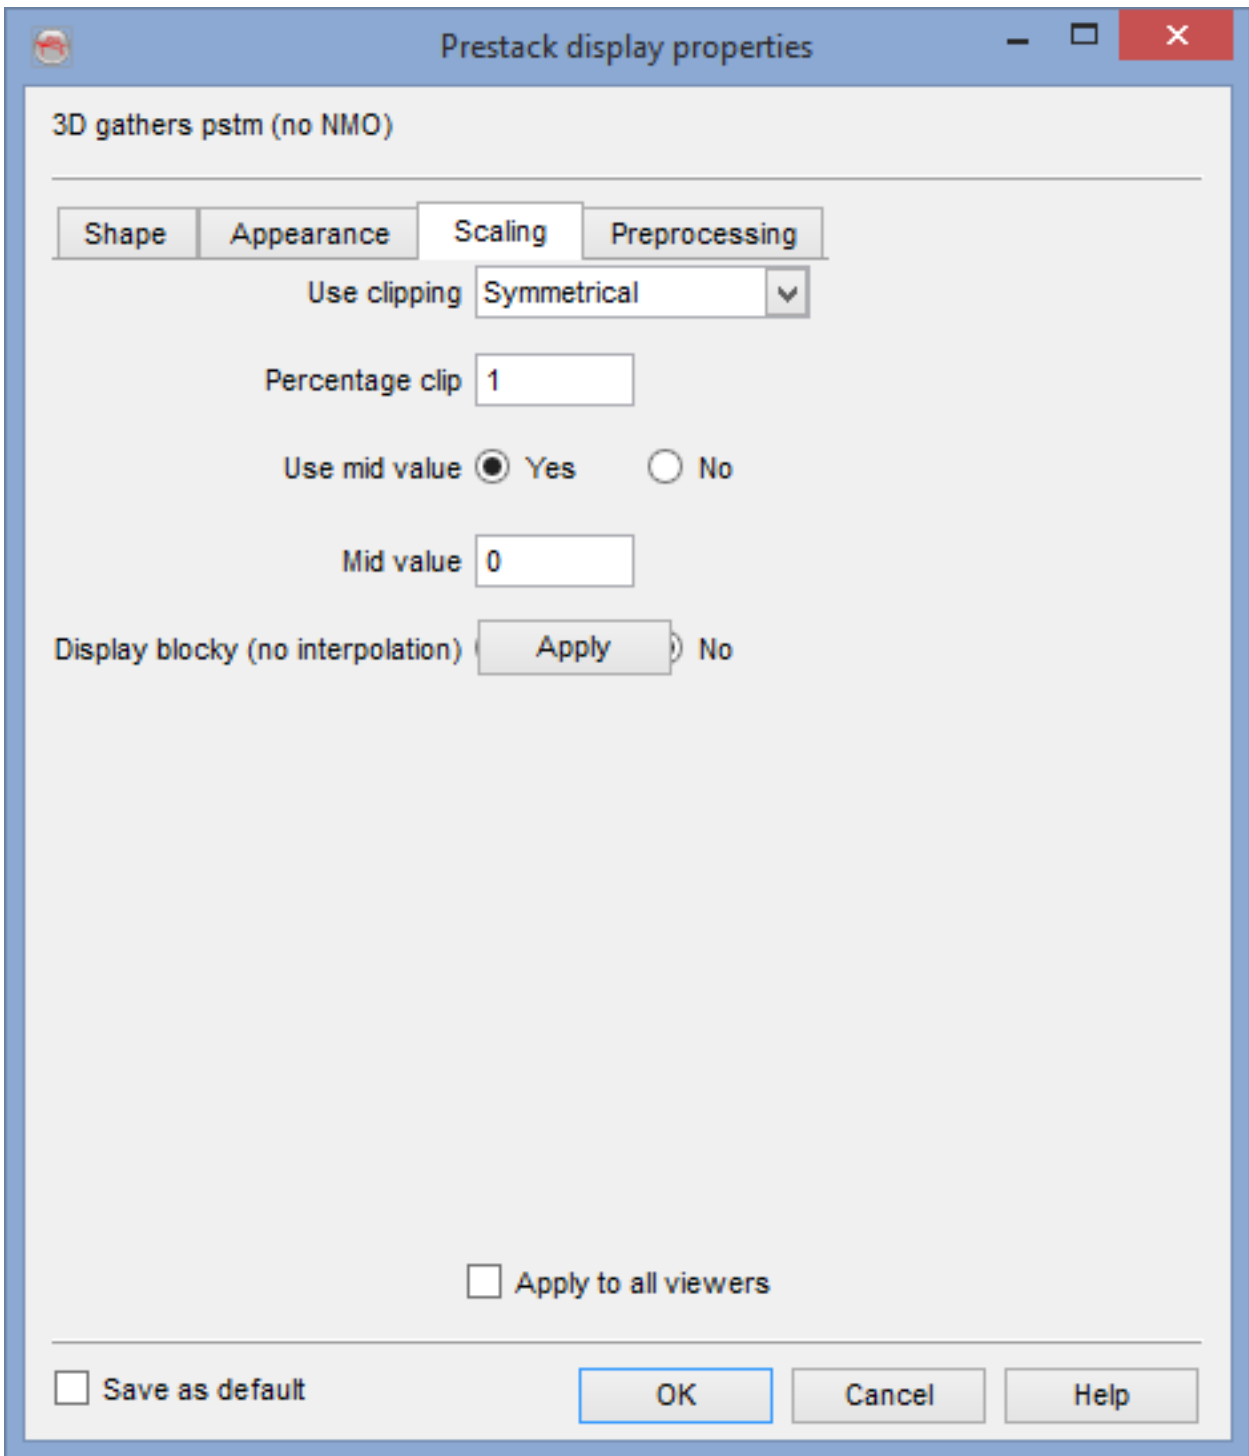 Prestack display properties
3D gathers pstm (no NMO)
Shape Appearance Scaling Preprocessing
Use clipping Symmetrical
Percentage clip 1
Use mid value Yes No
Mid value 0
Display blocky (no interpolation) Apply No
Apply to all viewers
Save as default OK Cancel Help